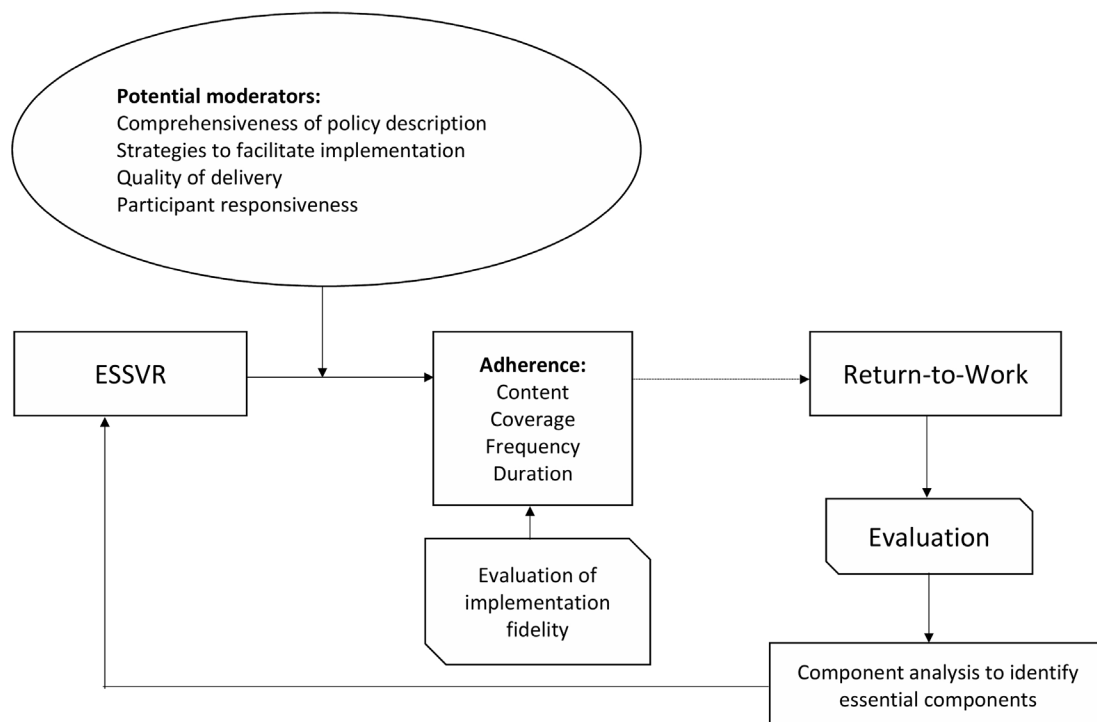 Potential moderators:
Comprehensiveness of policy description
Strategies to facilitate implementation
Quality of delivery
Participant responsiveness
ESSVR
Adherence:
Content
Coverage
Frequency
Duration
Return-to-Work
Evaluation of
implementation
fidelity
Evaluation
Component analysis to identify
essential components